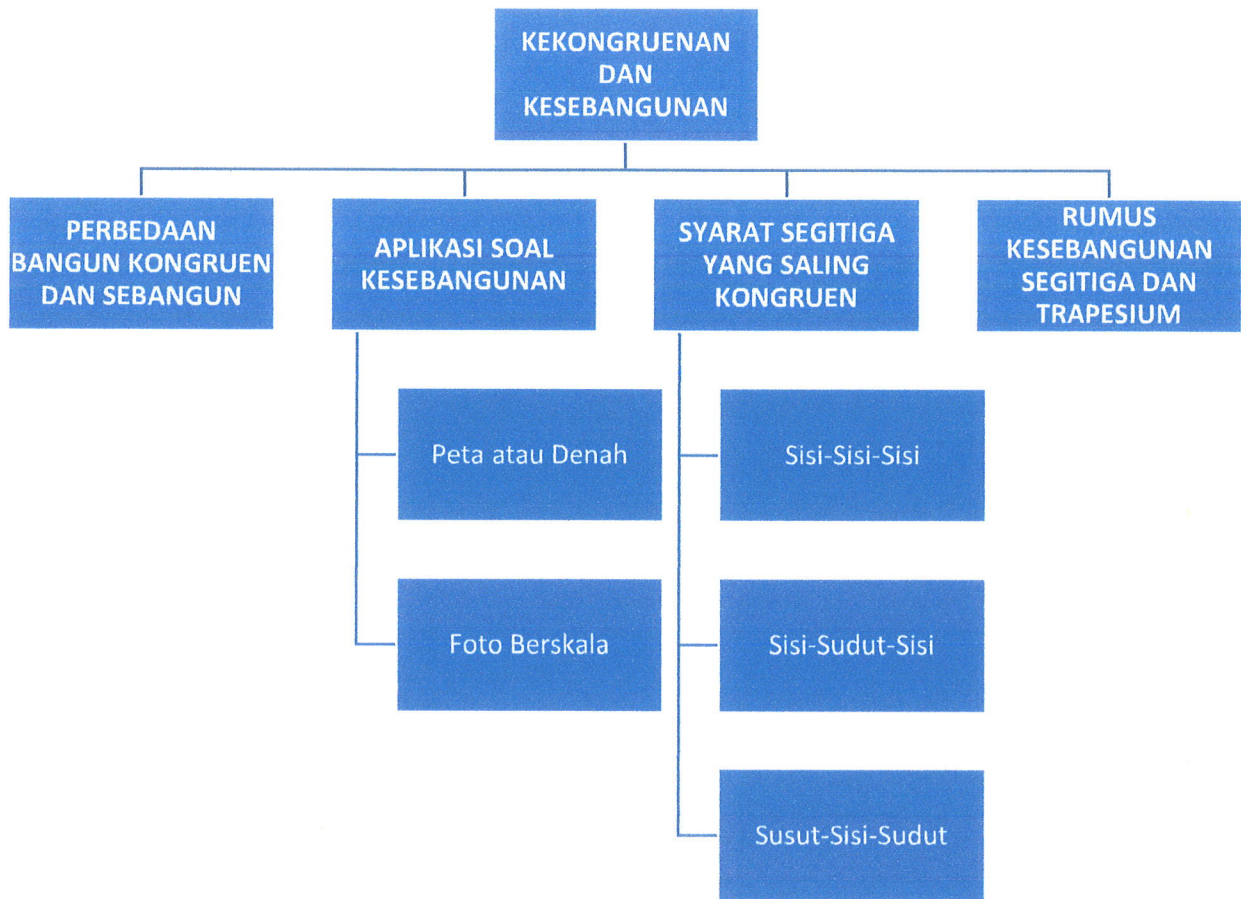 KEKONGRUENAN
DAN
KESEBANGUNAN
PERBEDAAN
BANGUN KONGRUEN
DAN SEBANGUN
APLIKASI SOAL
KESEBANGUNAN
SYARAT SEGITIGA
YANG SALING
KONGRUEN
RUMUS
KESEBANGUNAN
SEGITIGA DAN
TRAPESIUM
Peta atau Denah
Foto Berskala
Sisi-Sisi-Sisi
Sisi-Sudut-Sisi
Susut-Sisi-Sudut